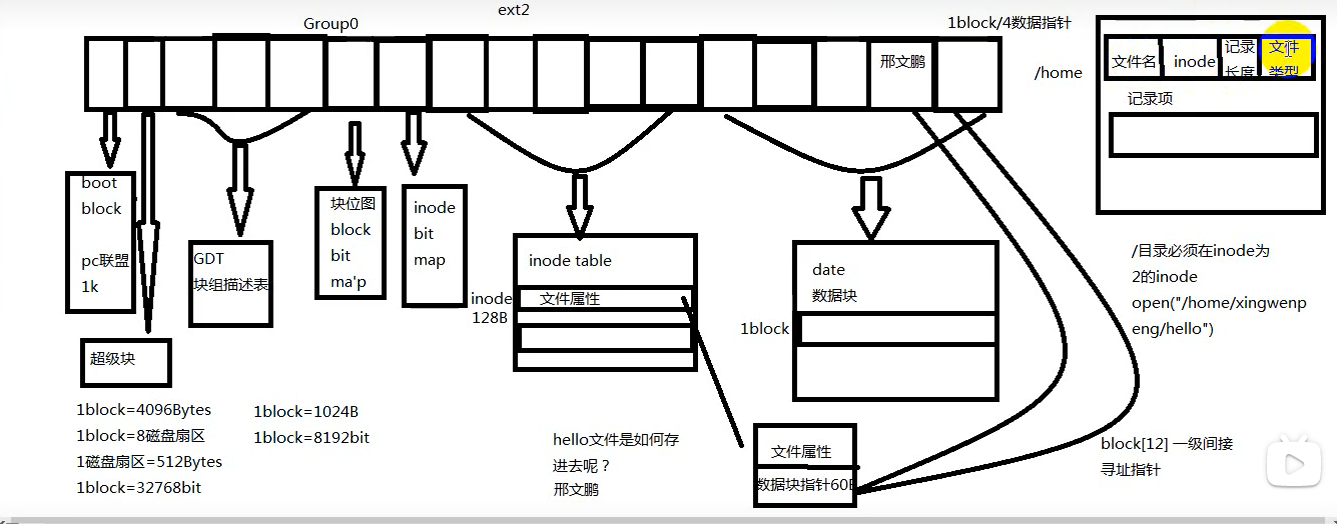 ext2
Group0
1block/4数据指针
邢文鹏
/home
文件名
inode
记录
长度
文件
类型
记录项
boot
block
pc联盟
1k
GDT
块组描述表
块位图
block
bit
ma'p
inode
bit
map
inode table
inode
128B
文件属性
date
数据块
1block
/目录必须在inode为
2的inode
open("/home/xingwenp
eng/hello")
超级块
1block=4096Bytes
1block=8磁盘扇区
1磁盘扇区=512Bytes
1block=32768bit
1block=1024B
1block=8192bit
hello文件是如何存
进去呢？
邢文鹏
文件属性
数据块指针60B
block[12] 一级间接
寻址指针